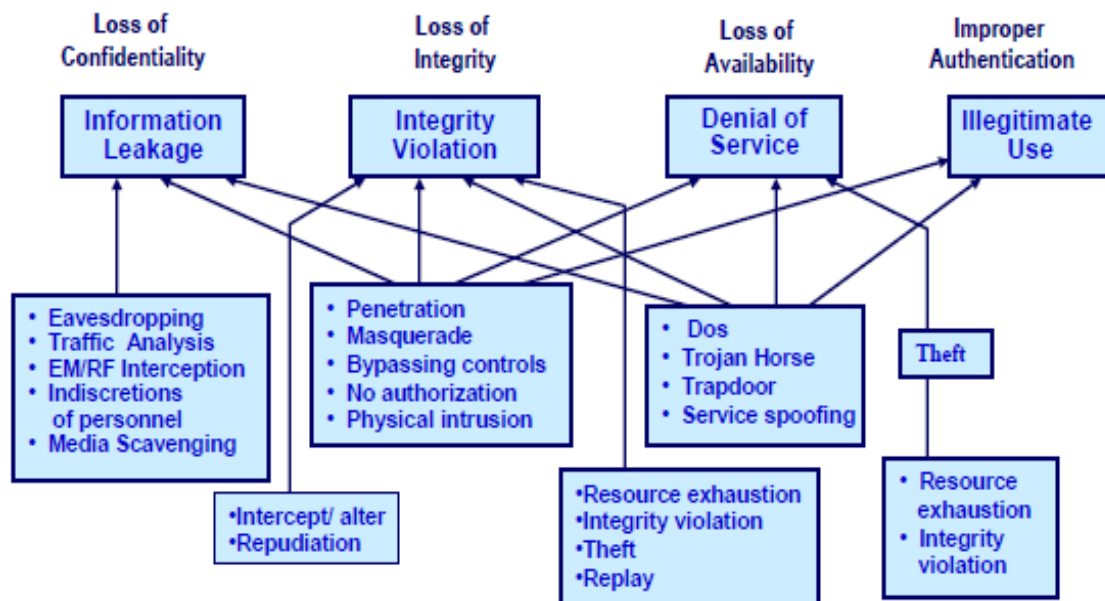 Loss of
Confidentiality
Loss of
Integrity
Loss of
Availability
Improper
Authentication
Information
Leakage
Integrity
Violation
Denial of
Service
Illegitimate
Use
• Eavesdropping
• Traffic Analysis
• EM/RF Interception
• Indiscretions
of personnel
• Media Scavenging
• Penetration
• Masquerade
• Bypassing controls
• No authorization
• Physical intrusion
• Dos
• Trojan Horse
• Trapdoor
• Service spoofing
Theft
•Intercept/ alter
•Repudiation
•Resource exhaustion
•Integrity violation
•Theft
•Replay
• Resource
exhaustion
• Integrity
violation